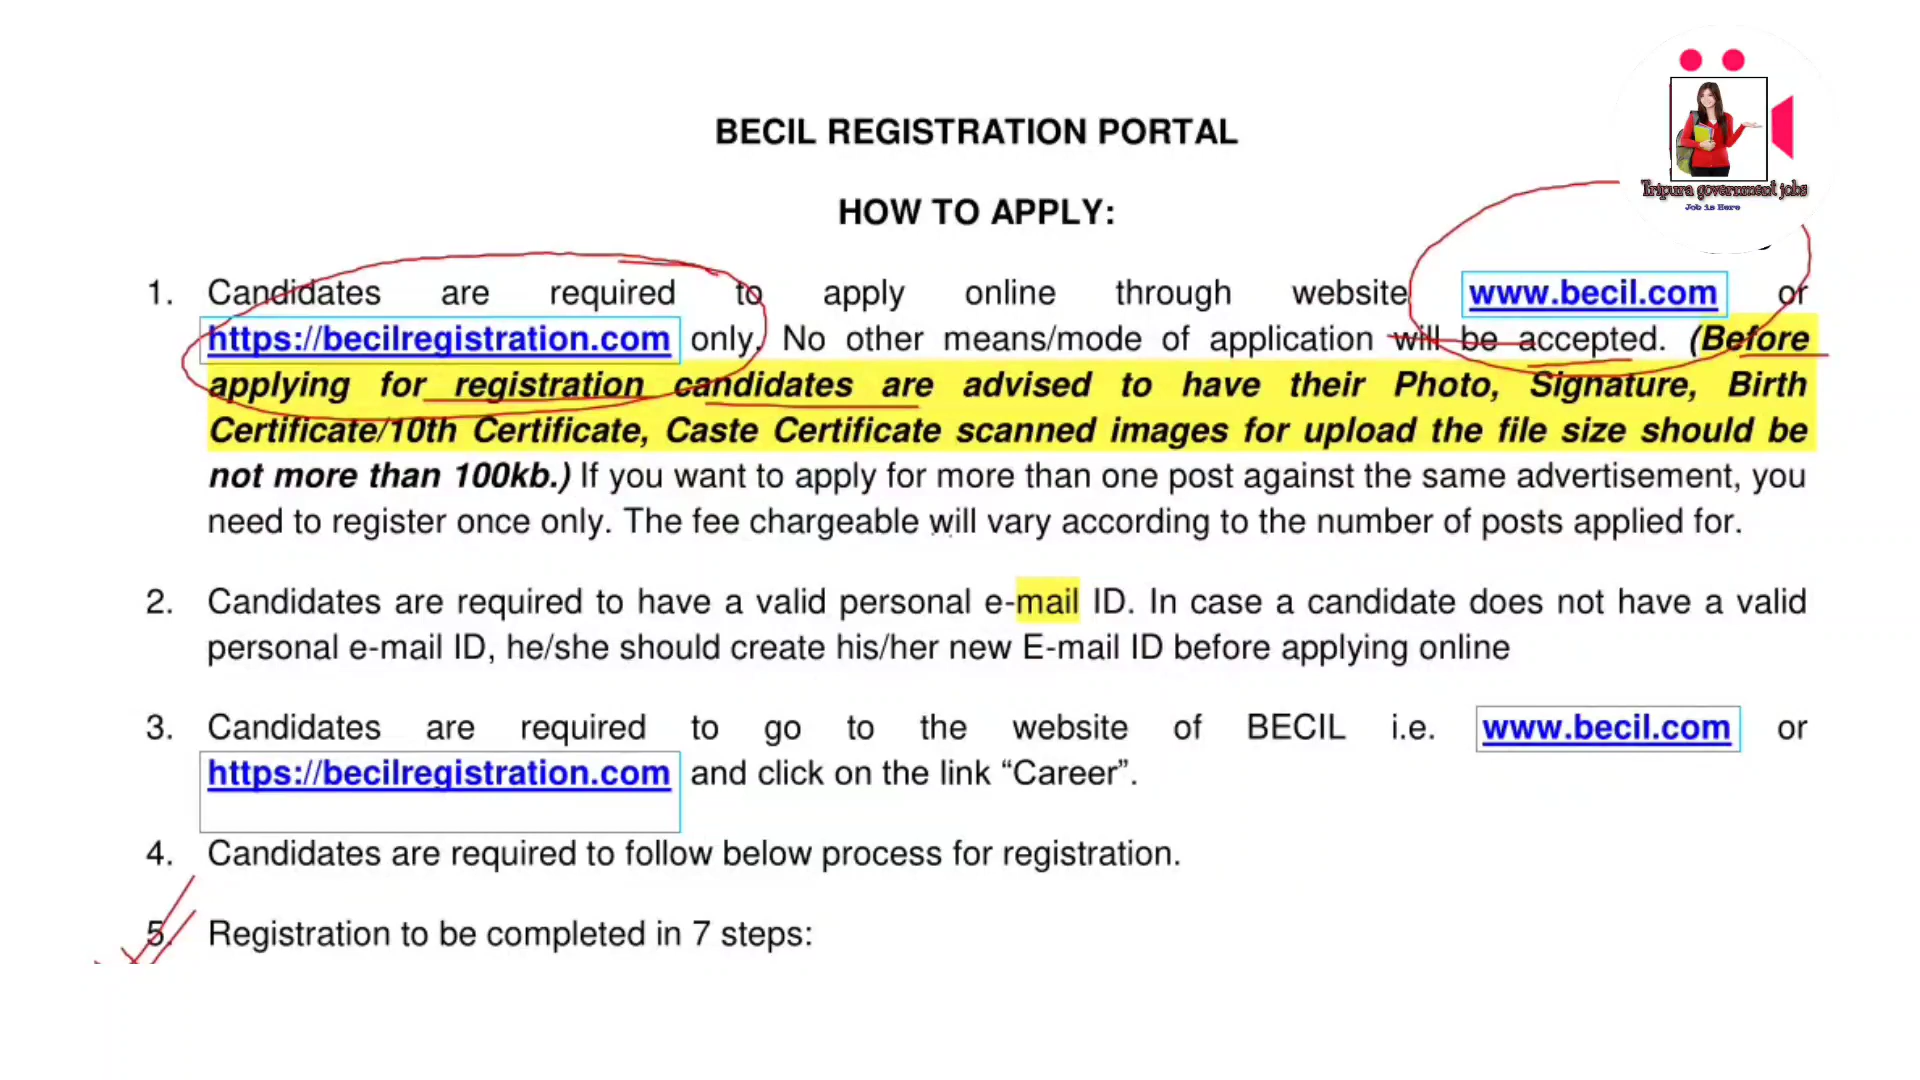 BECIL REGISTRATION PORTAL
Tripura government jobs
Job is Here
HOW TO APPLY:
1. Candidates are required to apply online through website www.becil.com or
https://becilregistration.com only. No other means/mode of application will be accepted. (Before
applying for registration candidates are advised to have their Photo, Signature, Birth
Certificate/10th Certificate, Caste Certificate scanned images for upload the file size should be
not more than 100kb.) If you want to apply for more than one post against the same advertisement, you
need to register once only. The fee chargeable will vary according to the number of posts applied for.
2. Candidates are required to have a valid personal e-mail ID. In case a candidate does not have a valid
personal e-mail ID, he/she should create his/her new E-mail ID before applying online
3. Candidates are required to go to the website of BECIL i.e. www.becil.com or
https://becilregistration.com and click on the link “Career”.
4. Candidates are required to follow below process for registration.
5. Registration to be completed in 7 steps: